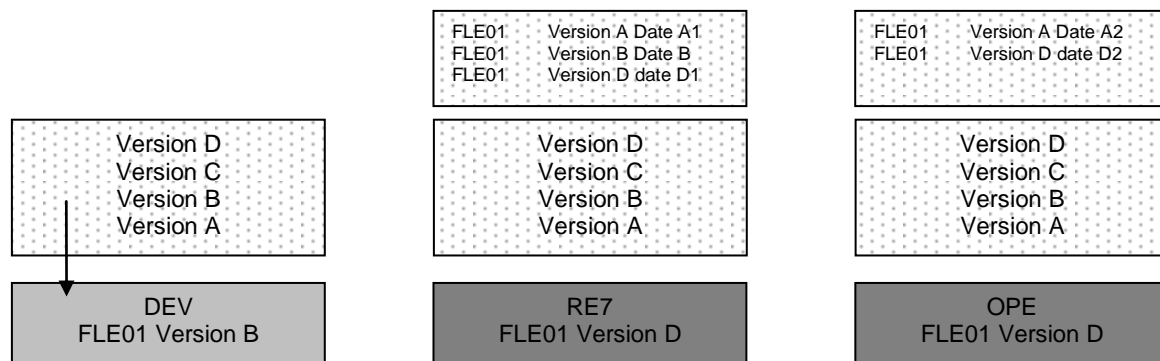 FLE01 Version A Date A1
FLE01 Version B Date B
FLE01 Version D date D1
FLE01 Version A Date A2
FLE01 Version D date D2
Version D
Version C
Version B
Version A
Version D
Version C
Version B
Version A
Version D
Version C
Version B
Version A
DEV
FLE01 Version B
RE7
FLE01 Version D
OPE
FLE01 Version D